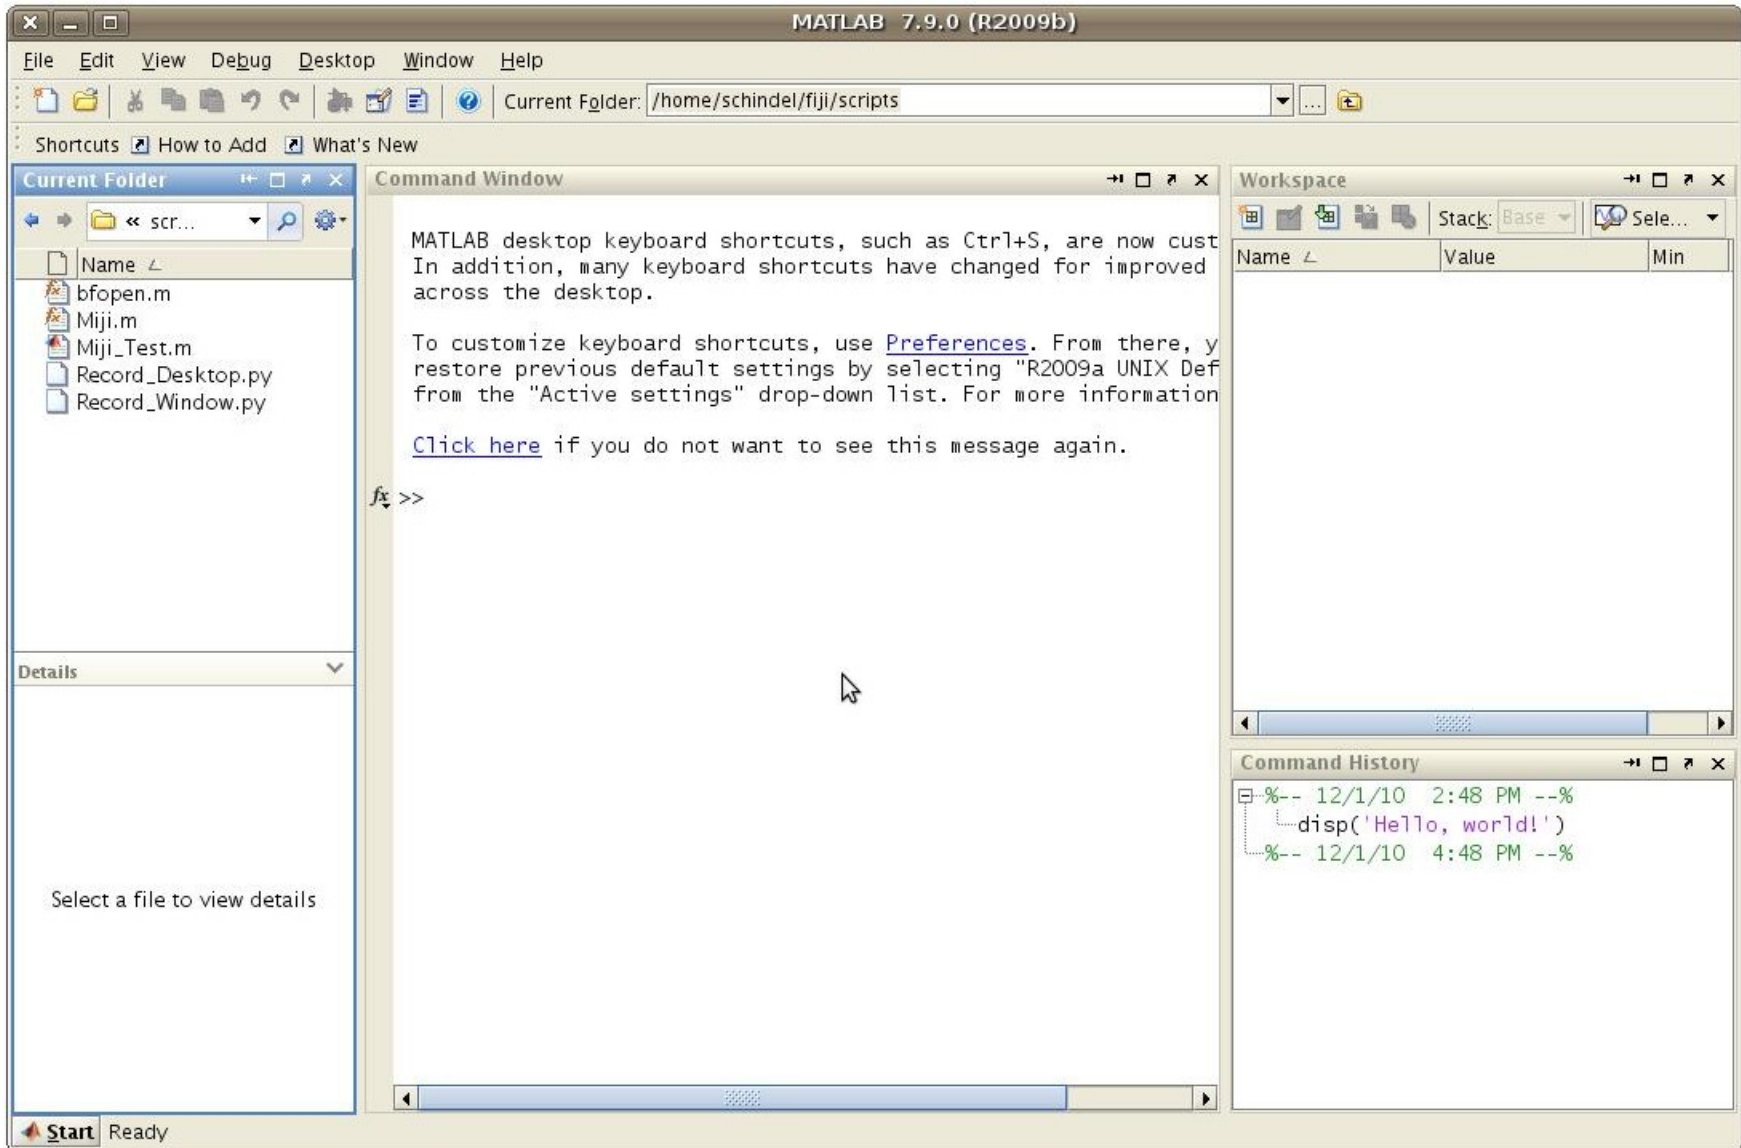 MATLAB 7.9.0 (R2009b)
File Edit View Debug Desktop Window Help
Current Folder: /home/schindel/fiji/scripts ...
Shortcuts How to Add What's New
Current Folder
« scr...
Name
bfopen.m
Miji.m
Miji_Test.m
Record_Desktop.py
Record_Window.py
Details
Select a file to view details
Command Window
MATLAB desktop keyboard shortcuts, such as Ctrl+S, are now cust
In addition, many keyboard shortcuts have changed for improved
across the desktop.
To customize keyboard shortcuts, use Preferences. From there, y
restore previous default settings by selecting "R2009a UNIX Def
from the "Active settings" drop-down list. For more information
Click here if you do not want to see this message again.
fx >>
Workspace
Stack: Base Sele...
Name Value Min
Command History
%-- 12/1/10 2:48 PM --%
disp('Hello, world!')
%-- 12/1/10 4:48 PM --%
Start Ready